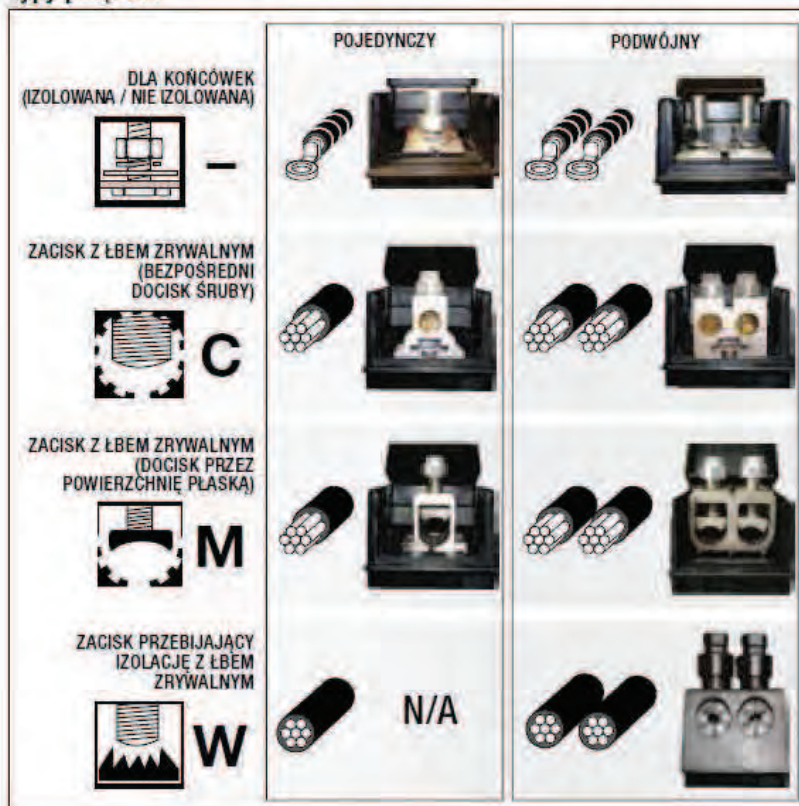 POJEDYNCZY
PODWÓJNY
DLA KOŃCÓWEK
(IZOLOWANA / NIE IZOLOWANA)
–
ZACISK Z ŁBEM ZRYWALNYM
(BEZPOŚREDNI
DOCISK ŚRUBY)
C
ZACISK Z ŁBEM ZRYWALNYM
(DOCISK PRZEZ
POWIERZCHNIĘ PŁASKĄ)
M
ZACISK PRZEBIJAJĄCY
IZOLACJĘ Z ŁBEM
ZRYWALNYM
W
N/A